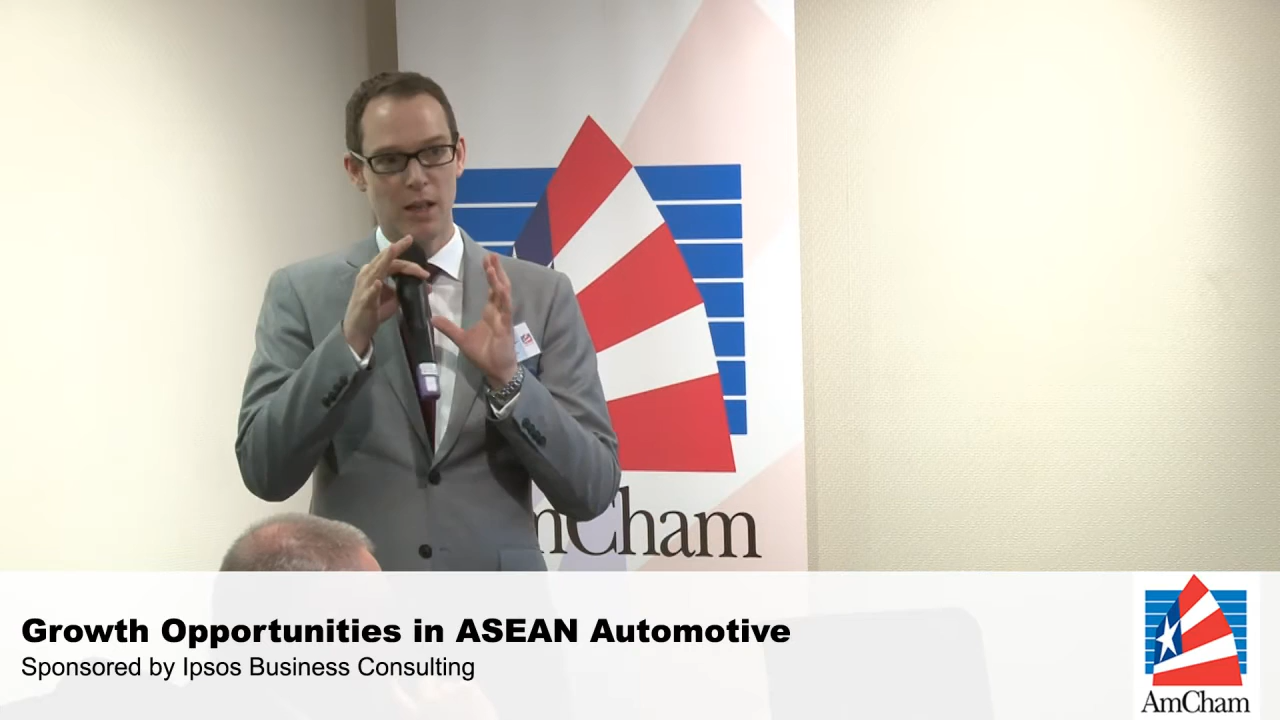 mCham
Growth Opportunities in ASEAN Automotive
Sponsored by Ipsos Business Consulting
AmCham